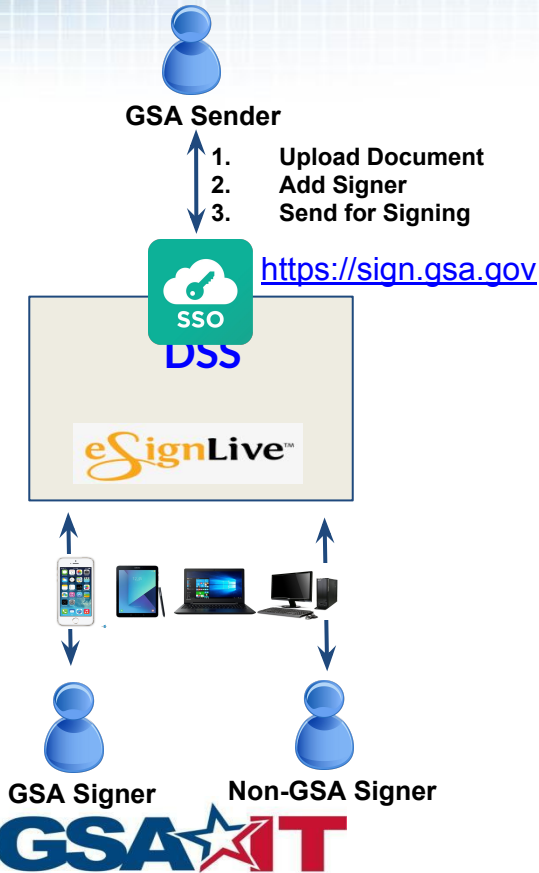 GSA Sender
1. Upload Document
2. Add Signer
3. Send for Signing
https://sign.gsa.gov
SSO
DSS
eSignLive™
GSA Signer
Non-GSA Signer
GSA IT